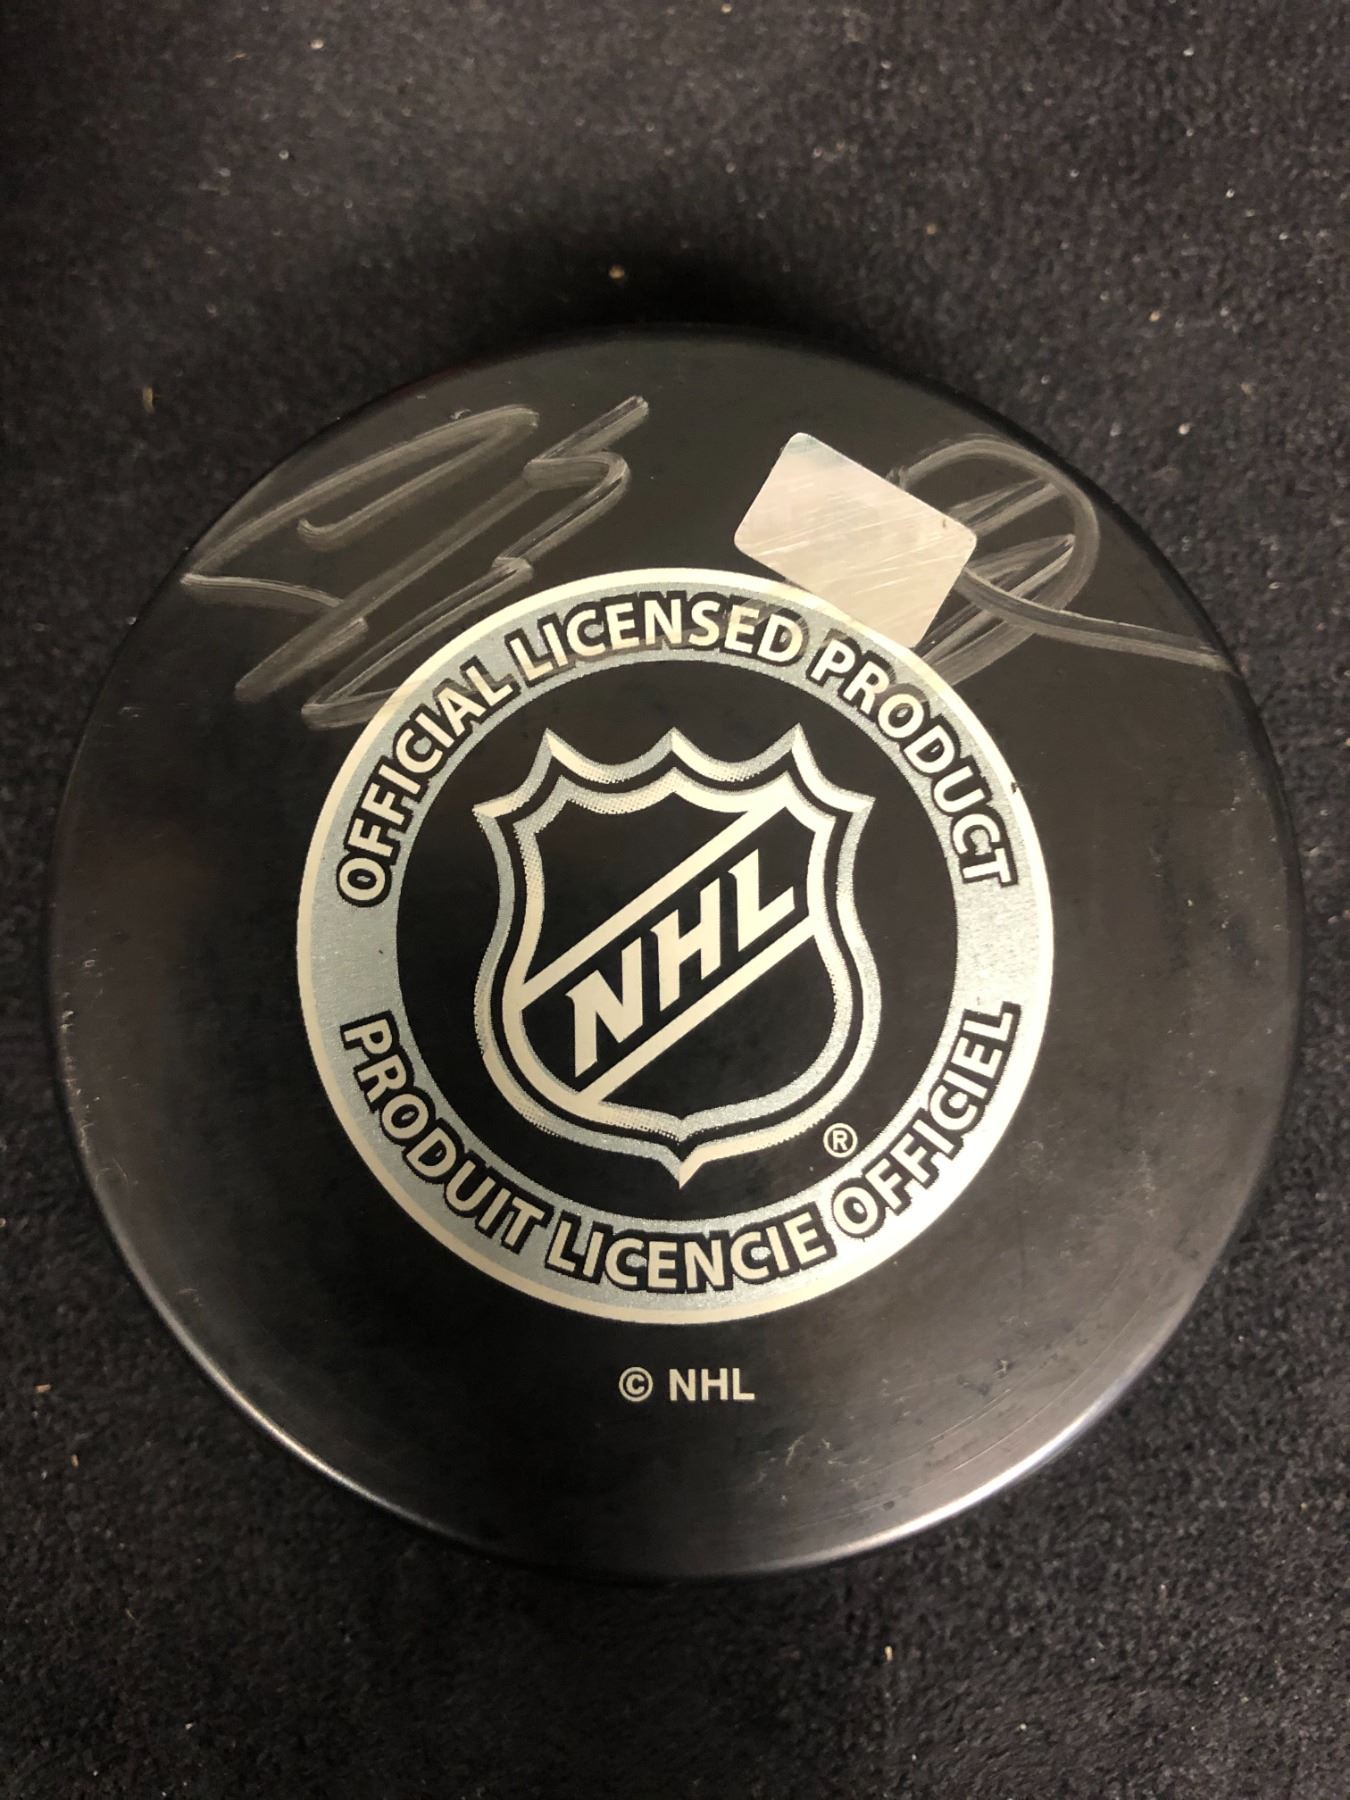 OFFICIAL LICENSED PRODUCT
NHL
®
PRODUIT LICENCIE OFFICIEL
© NHL